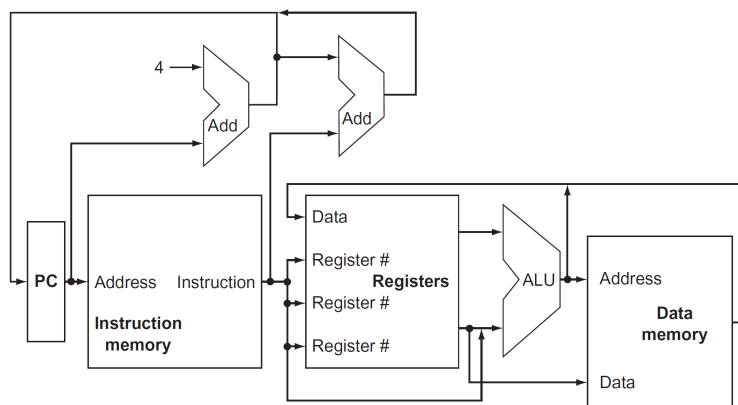 4
Add
Add
Data
PC
Address
Instruction
Register #
Registers
ALU
Address
Instruction
memory
Register #
Data
memory
Register #
Data